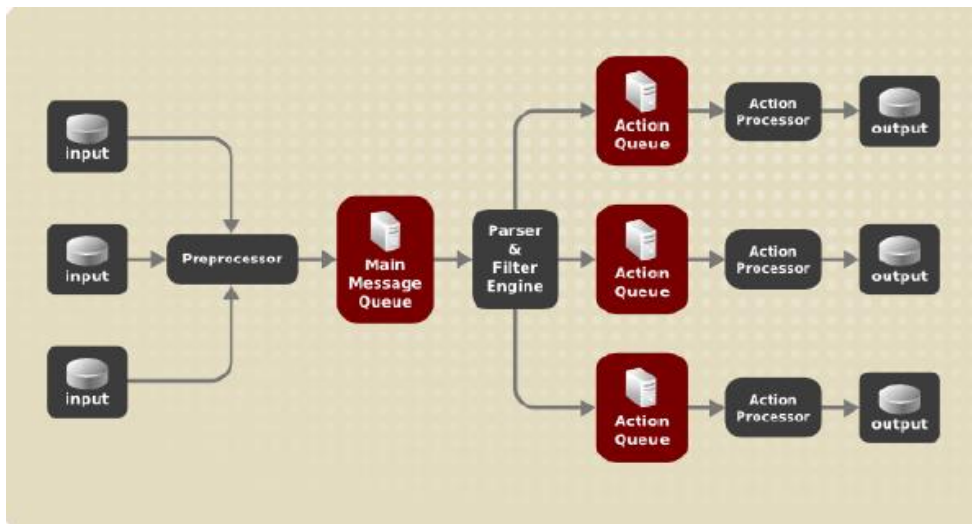 input
input
input
Preprocessor
Main
Message
Queue
Parser
&
Filter
Engine
Action
Queue
Action
Processor
output
Action
Queue
Action
Processor
output
Action
Queue
Action
Processor
output